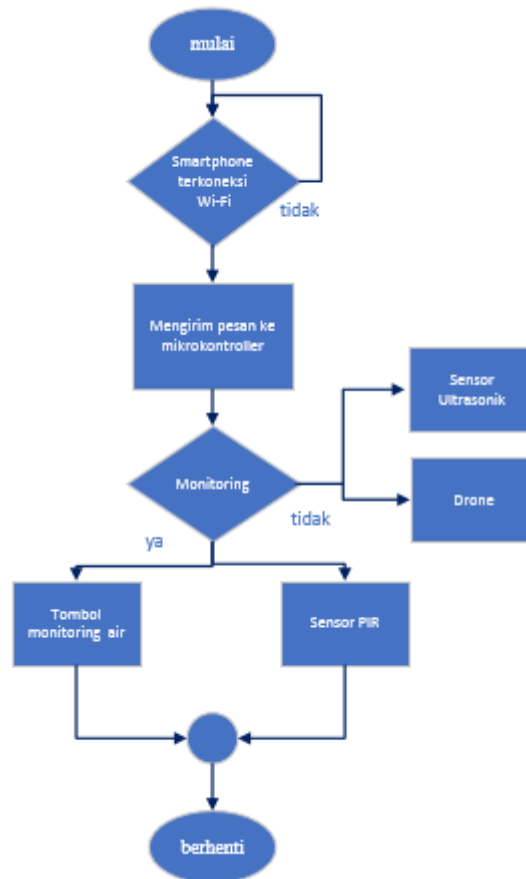 mulai
Smartphone
terkoneksi
Wi-Fi
tidak
Mengirim pesan ke
mikrokontroller
Sensor
Ultrasonik
Monitoring
Drone
tidak
ya
Tombol
monitoring air
Sensor PIR
berhenti